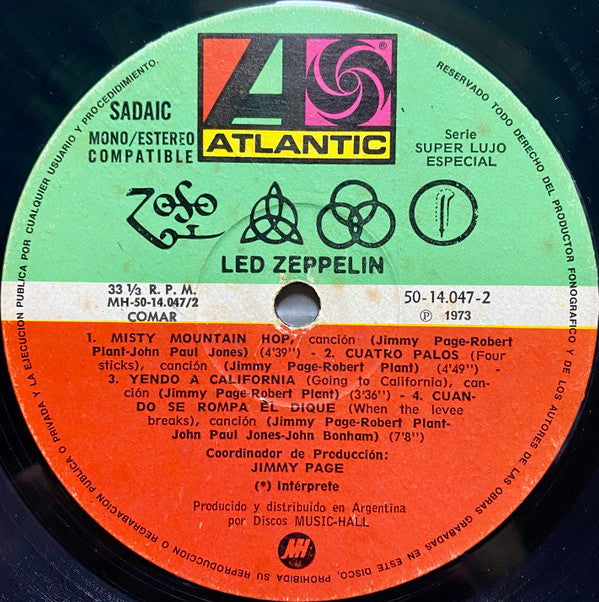 ATLANTIC
SADAIC
MONO/ESTEREO
COMPATIBLE
Serie
SUPER LUJO
ESPECIAL
ZoSo
LED ZEPPELIN
33 1/3 R. P. M.
MH-50-14.047/2
COMAR
50-14.047-2
Ⓟ 1973
1. MISTY MOUNTAIN HOP, canción (Jimmy Page-Robert
Plant-John Paul Jones) (4'39") - 2. CUATRO PALOS (Four
sticks), canción (Jimmy Page-Robert Plant) (4'49") -
3. YENDO A CALIFORNIA (Going to California), can-
ción (Jimmy Page-Robert Plant) (3'36") - 4. CUAN-
DO SE ROMPA EL DIQUE (When the levee
breaks), canción (Jimmy Page-Robert Plant-
John Paul Jones-John Bonham) (7'8")
Coordinador de Producción:
JIMMY PAGE
(*) Intérprete
Producido y distribuido en Argentina
por Discos MUSIC-HALL
MH
RESERVADO TODO DERECHO DEL PRODUCTOR FONOGRAFICO Y DE LOS AUTORES DE LAS OBRAS GRABADAS EN ESTE DISCO. PROHIBIDA SU REPRODUCCION O REGRABACION PUBLICA O PRIVADA Y LA EJECUCION PUBLICA POR CUALQUIER USUARIO Y PROCEDIMIENTO.